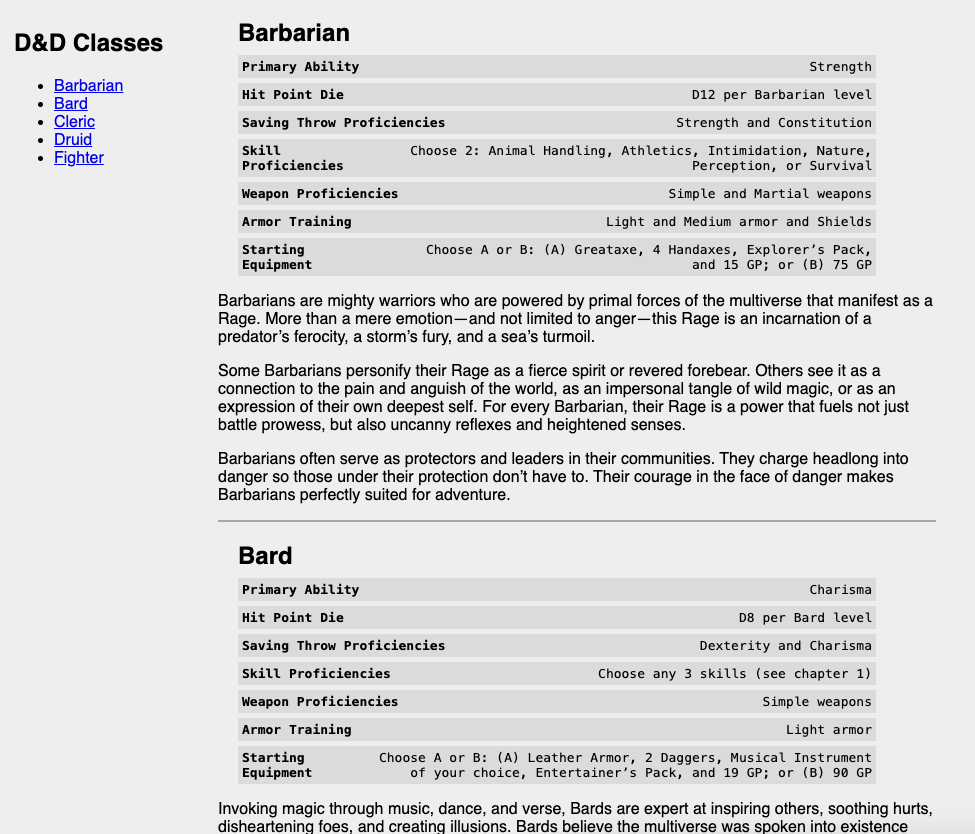 D&D Classes
Barbarian
Bard
Cleric
Druid
Fighter
Barbarian
Primary Ability Strength
Hit Point Die D12 per Barbarian level
Saving Throw Proficiencies Strength and Constitution
Skill Proficiencies Choose 2: Animal Handling, Athletics, Intimidation, Nature,
Perception, or Survival
Weapon Proficiencies Simple and Martial weapons
Armor Training Light and Medium armor and Shields
Starting Equipment Choose A or B: (A) Greataxe, 4 Handaxes, Explorer’s Pack,
and 15 GP; or (B) 75 GP
Barbarians are mighty warriors who are powered by primal forces of the multiverse that manifest as a
Rage. More than a mere emotion—and not limited to anger—this Rage is an incarnation of a
predator’s ferocity, a storm’s fury, and a sea’s turmoil.
Some Barbarians personify their Rage as a fierce spirit or revered forebear. Others see it as a
connection to the pain and anguish of the world, as an impersonal tangle of wild magic, or as an
expression of their own deepest self. For every Barbarian, their Rage is a power that fuels not just
battle prowess, but also uncanny reflexes and heightened senses.
Barbarians often serve as protectors and leaders in their communities. They charge headlong into
danger so those under their protection don’t have to. Their courage in the face of danger makes
Barbarians perfectly suited for adventure.
Bard
Primary Ability Charisma
Hit Point Die D8 per Bard level
Saving Throw Proficiencies Dexterity and Charisma
Skill Proficiencies Choose any 3 skills (see chapter 1)
Weapon Proficiencies Simple weapons
Armor Training Light armor
Starting Equipment Choose A or B: (A) Leather Armor, 2 Daggers, Musical Instrument
of your choice, Entertainer’s Pack, and 19 GP; or (B) 90 GP
Invoking magic through music, dance, and verse, Bards are expert at inspiring others, soothing hurts,
disheartening foes, and creating illusions. Bards believe the multiverse was spoken into existence